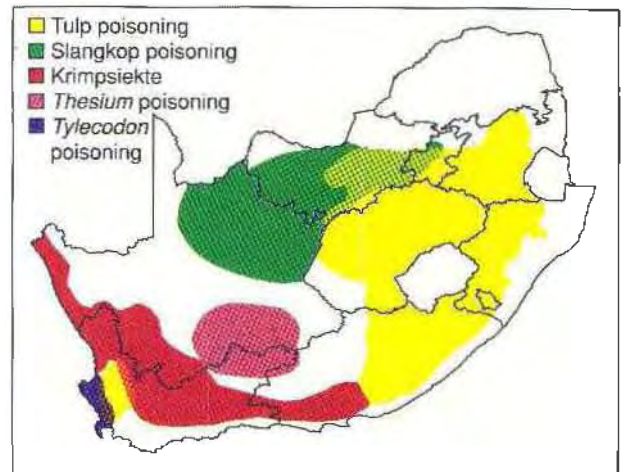 Tulp poisoning
Slangkop poisoning
Krimpsiekte
Thesium poisoning
Tylecodon
poisoning